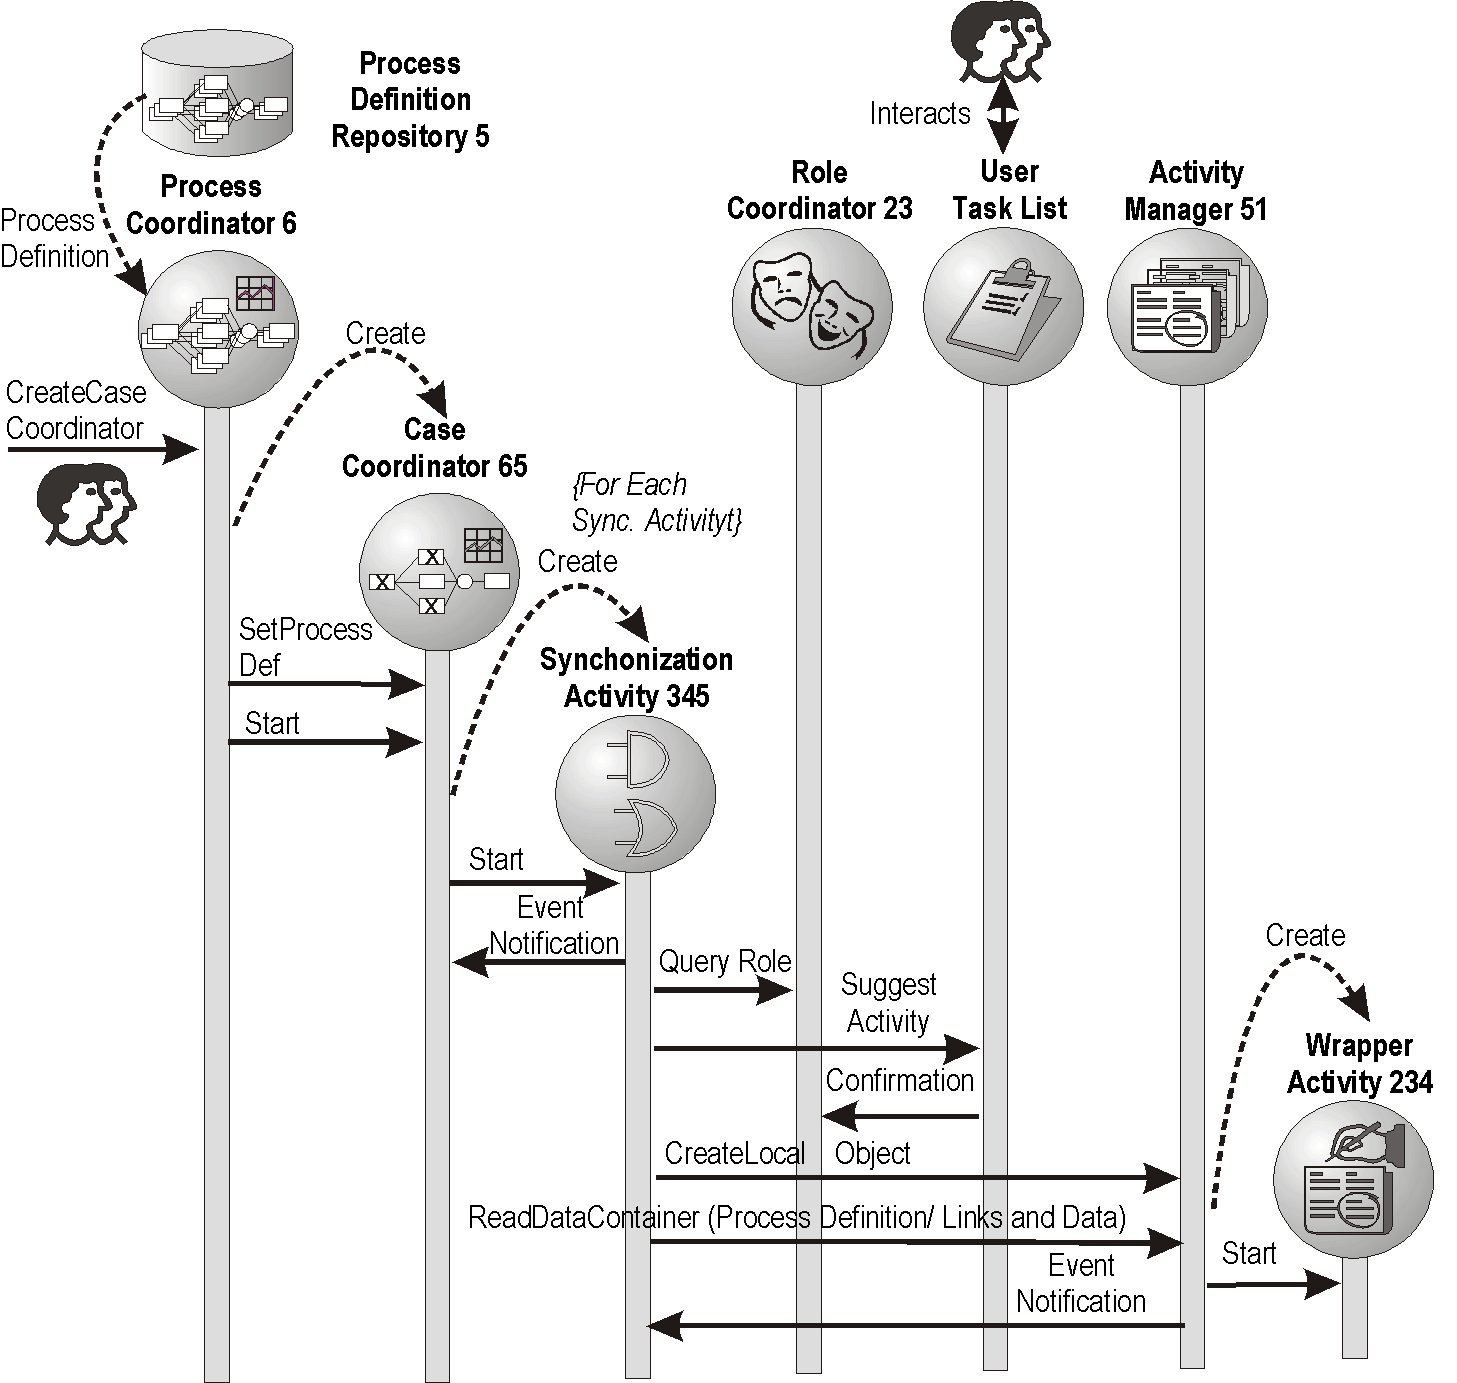 Process
Definition
Repository 5
Interacts
Process
Coordinator 6
Process
Definition
Role
Coordinator 23
User
Task List
Activity
Manager 51
Create
CreateCase
Coordinator
Case
Coordinator 65
{For Each
Sync. Activityt}
Create
X
X
X
SetProcess
Def
Start
Synchonization
Activity 345
Start
Event
Notification
Query Role
Suggest
Activity
Confirmation
Create
Wrapper
Activity 234
CreateLocal Object
ReadDataContainer (Process Definition/ Links and Data)
Start
Event
Notification